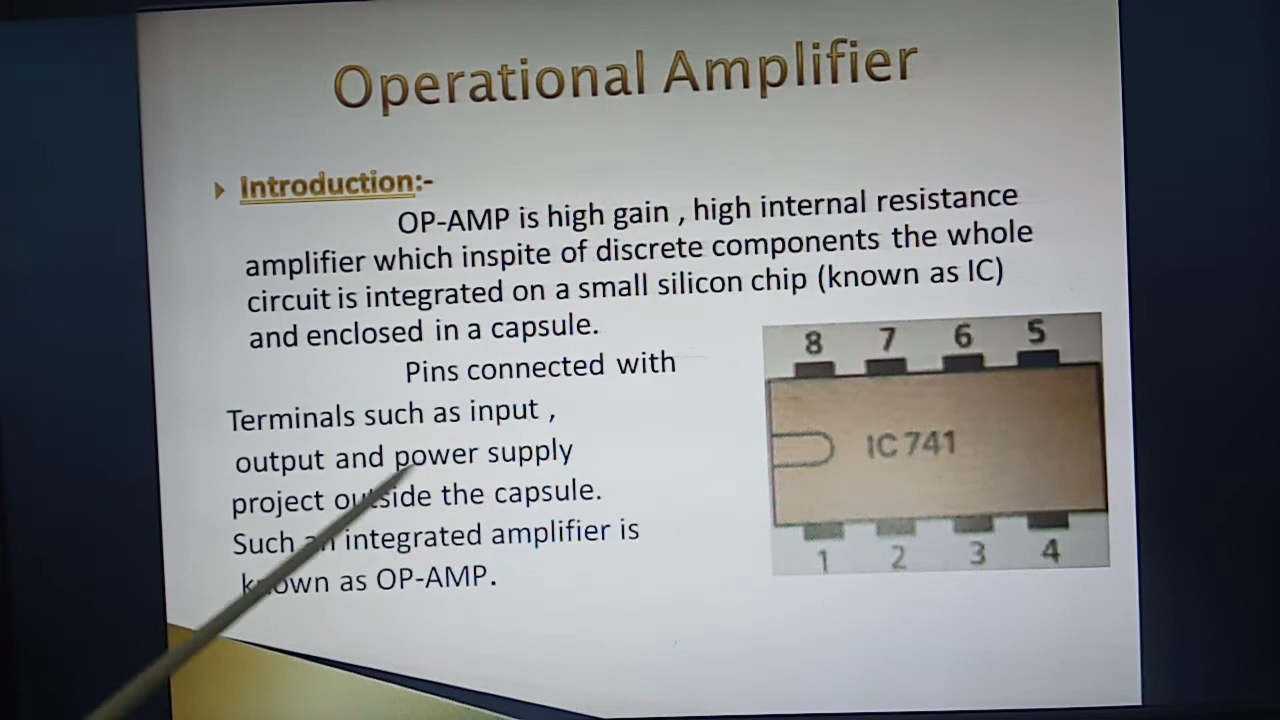 Operational Amplifier
Introduction:-
OP-AMP is high gain , high internal resistance
amplifier which inspite of discrete components the whole
circuit is integrated on a small silicon chip (known as IC)
and enclosed in a capsule.
Pins connected with
Terminals such as input ,
output and power supply
project outside the capsule.
Such an integrated amplifier is
known as OP-AMP.
8 7 6 5
IC 741
1 2 3 4